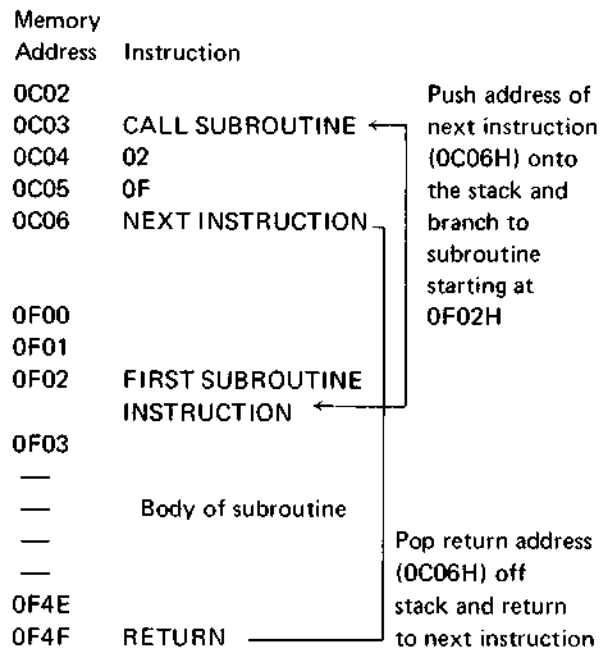 Memory
Address Instruction
0C02
0C03 CALL SUBROUTINE
0C04 02
0C05 0F
0C06 NEXT INSTRUCTION
Push address of
next instruction
(0C06H) onto
the stack and
branch to
subroutine
starting at
0F02H
0F00
0F01
0F02 FIRST SUBROUTINE
INSTRUCTION
0F03
—
— Body of subroutine
—
—
0F4E
0F4F RETURN
Pop return address
(0C06H) off
stack and return
to next instruction